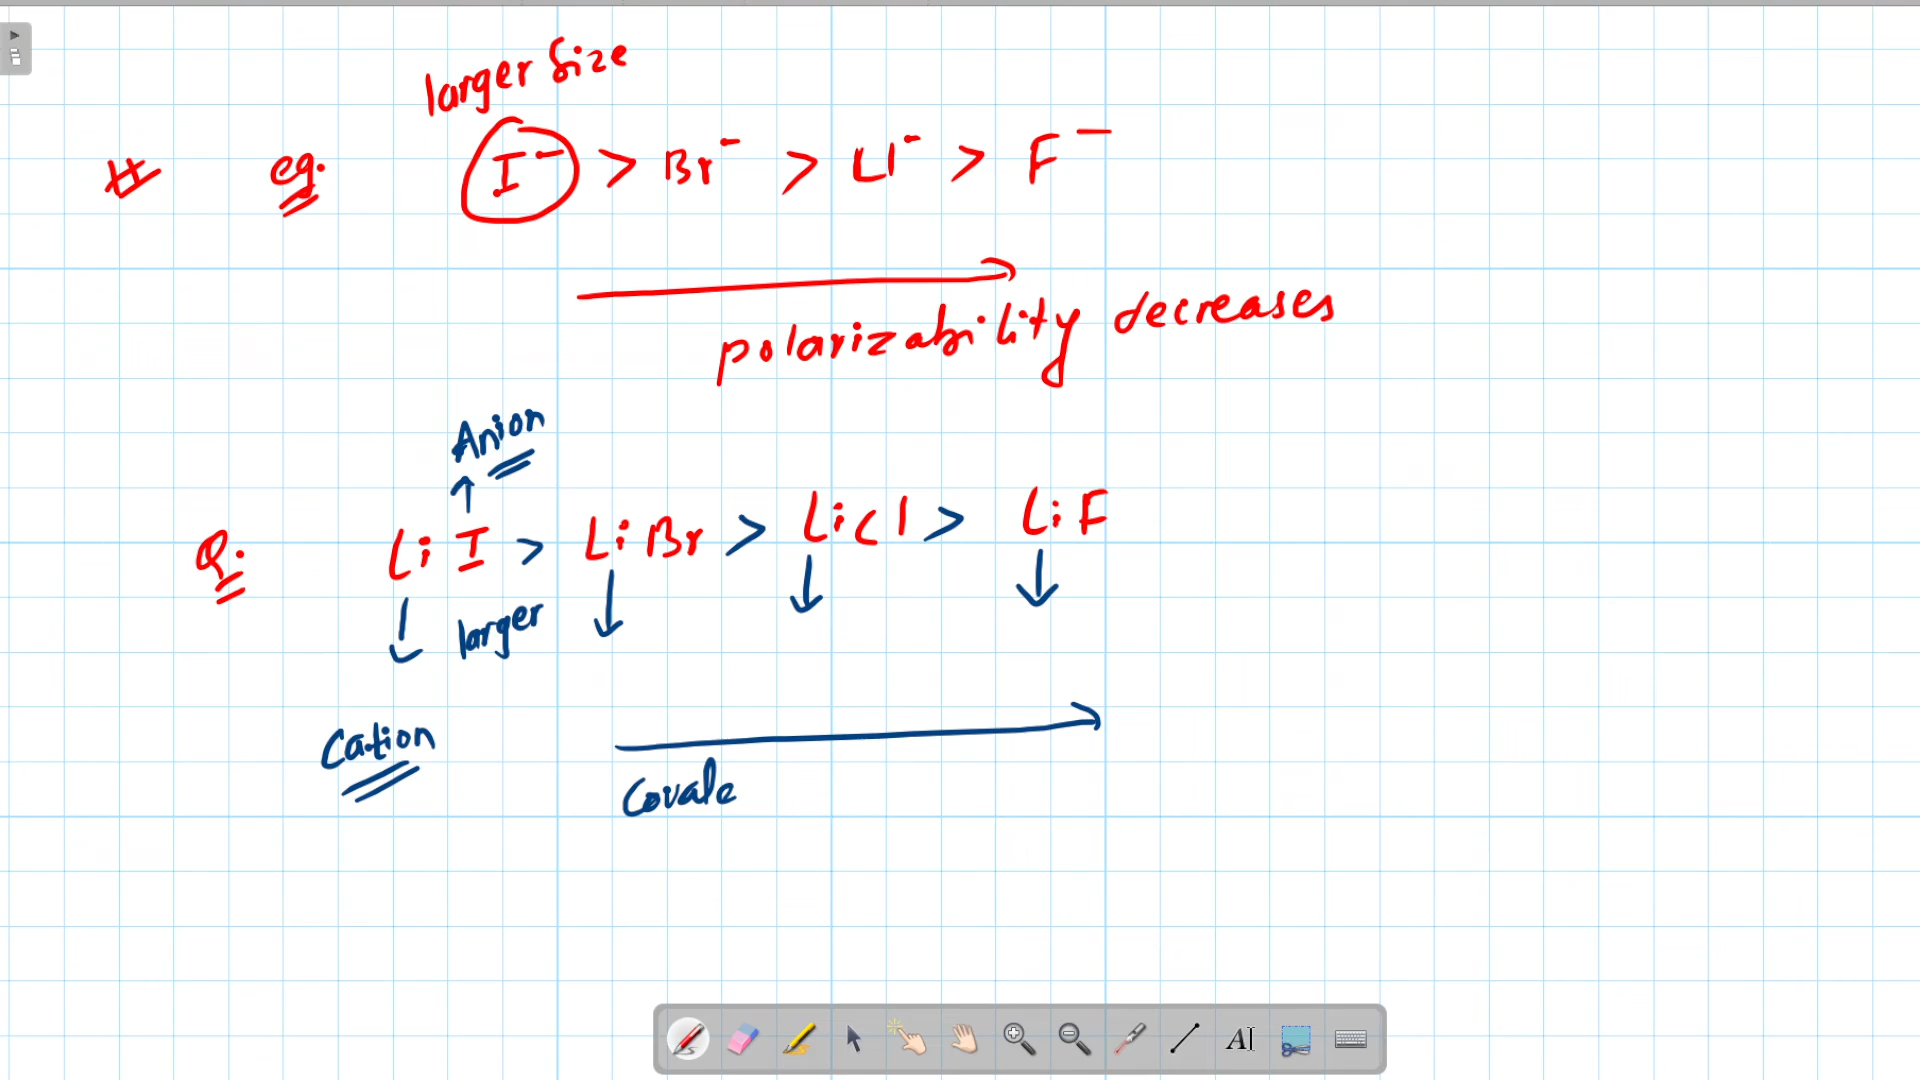 larger Size
# eg. I⁻ > Br⁻ > Cl⁻ > F⁻
polarizability decreases
Anion
Q. LiI > LiBr > LiCl > LiF
larger
Cation
Covale